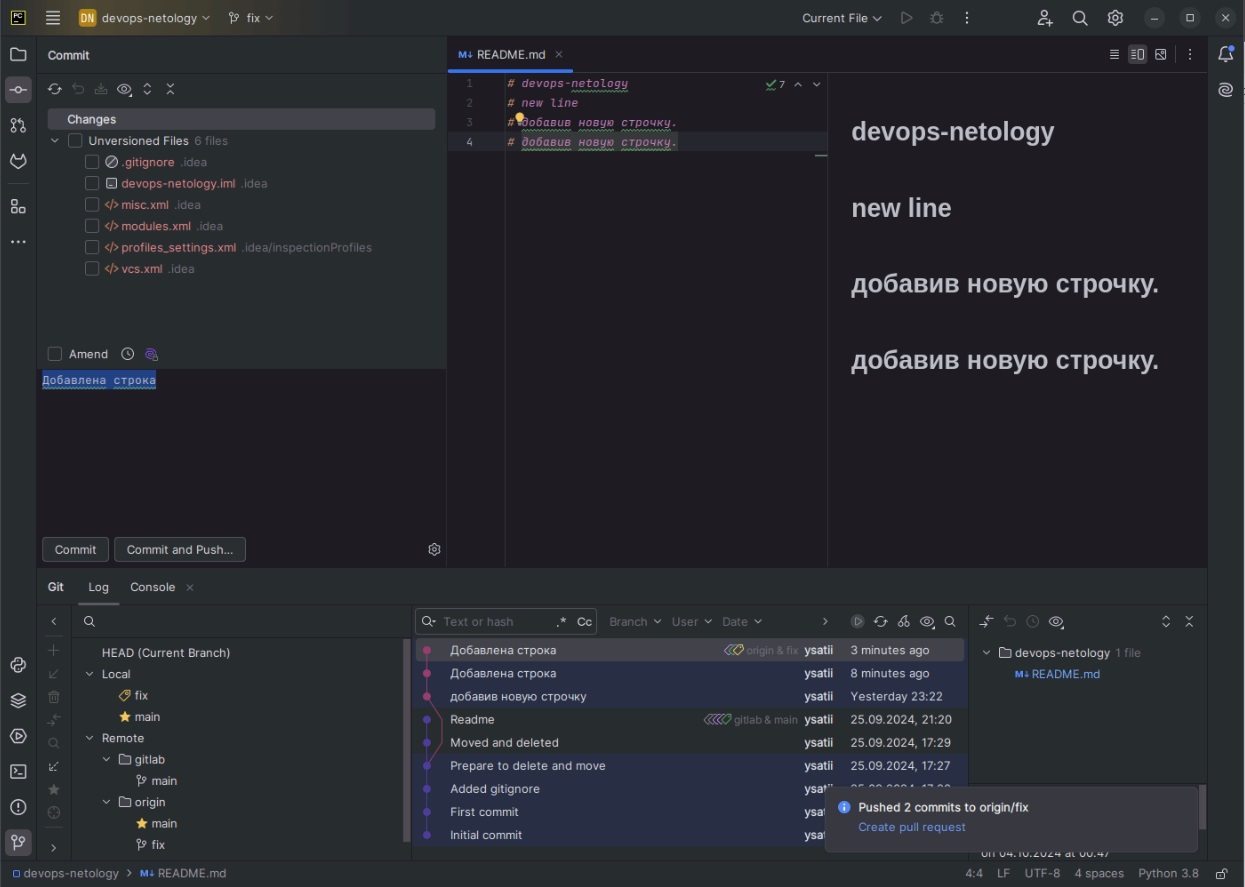 PC DN devops-netology fix Current File
Commit
Changes
Unversioned Files 6 files
.gitignore .idea
devops-netology.iml .idea
misc.xml .idea
modules.xml .idea
profiles_settings.xml .idea/inspectionProfiles
vcs.xml .idea
Amend
Добавлена строка
Commit Commit and Push...
M↓ README.md
1 # devops-netology 7
2 # new line
3 # добавив новую строчку.
4 # добавив новую строчку.
devops-netology
new line
добавив новую строчку.
добавив новую строчку.
Git Log Console
HEAD (Current Branch)
Local
fix
main
Remote
gitlab
main
origin
main
fix
Text or hash .* Cc Branch User Date
Добавлена строка origin & fix ysatii 3 minutes ago
Добавлена строка ysatii 8 minutes ago
добавив новую строчку ysatii Yesterday 23:22
Readme gitlab & main ysatii 25.09.2024, 21:20
Moved and deleted ysatii 25.09.2024, 17:29
Prepare to delete and move ysatii 25.09.2024, 17:27
Added gitignore
First commit
Initial commit
devops-netology 1 file
M↓ README.md
Pushed 2 commits to origin/fix
Create pull request
on 04.10.2024 at 00:47
devops-netology M↓ README.md 4:4 LF UTF-8 4 spaces Python 3.8